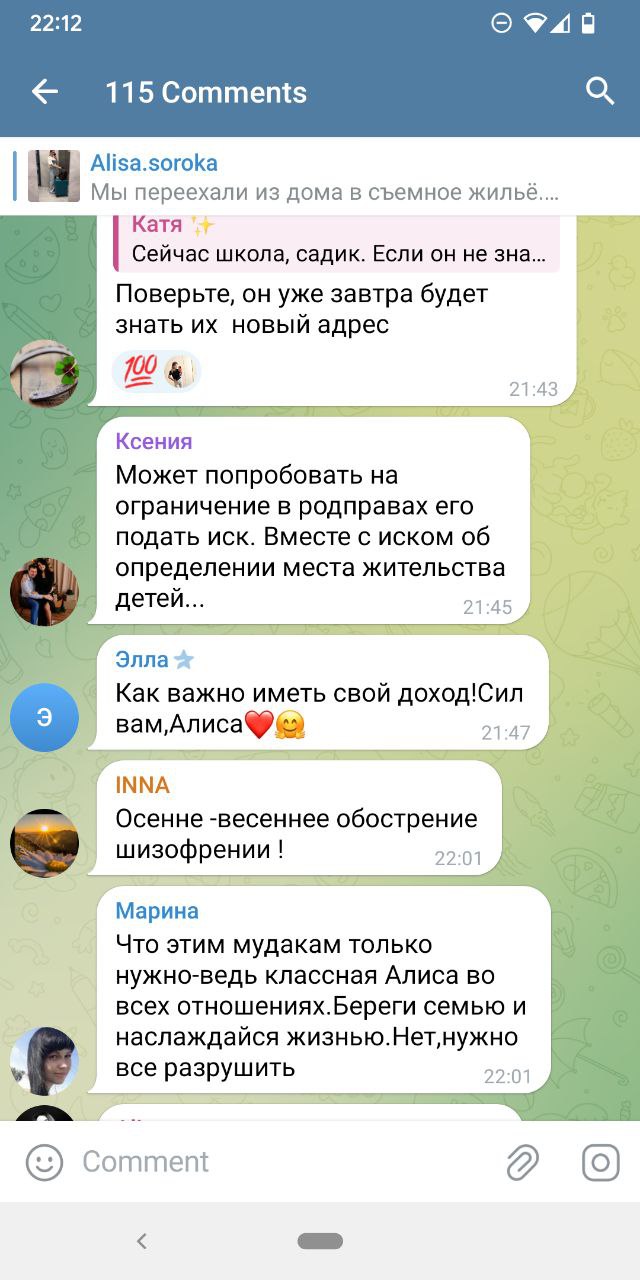 22:12
115 Comments
Alisa.soroka
Мы переехали из дома в съемное жильё....
Катя ✨
Сейчас школа, садик. Если он не зна...
Поверьте, он уже завтра будет
знать их новый адрес
💯
21:43
Ксения
Может попробовать на
ограничение в родправах его
подать иск. Вместе с иском об
определении места жительства
детей...
21:45
Э
Элла
Как важно иметь свой доход!Сил
вам,Алиса❤️🤗
21:47
INNA
Осенне -весеннее обострение
шизофрении !
22:01
Марина
Что этим мудакам только
нужно-ведь классная Алиса во
всех отношениях.Береги семью и
наслаждайся жизнью.Нет,нужно
все разрушить
22:01
Comment